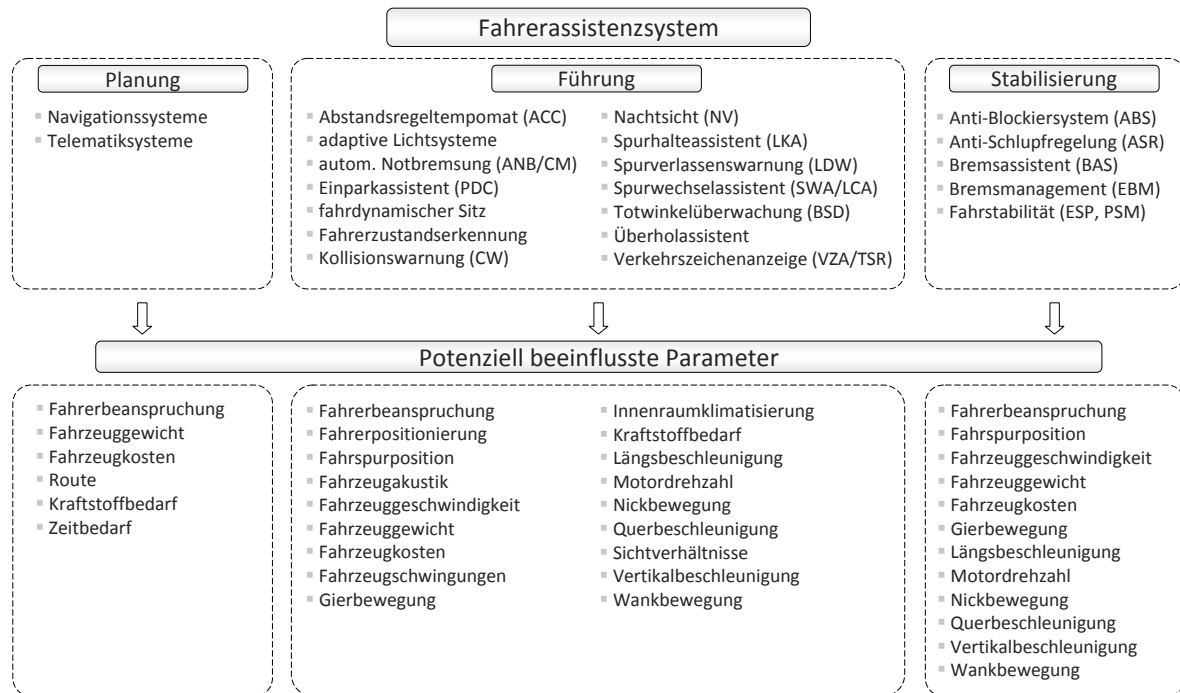 Fahrerassistenzsystem
Planung
Navigationssysteme
Telematiksysteme
Führung
Abstandsregeltempomat (ACC)
adaptive Lichtsysteme
autom. Notbremsung (ANB/CM)
Einparkassistent (PDC)
fahrdynamischer Sitz
Fahrerzustandserkennung
Kollisionswarnung (CW)
Nachtsicht (NV)
Spurhalteassistent (LKA)
Spurverlassenswarnung (LDW)
Spurwechselassistent (SWA/LCA)
Totwinkelüberwachung (BSD)
Überholassistent
Verkehrszeichenanzeige (VZA/TSR)
Stabilisierung
Anti-Blockiersystem (ABS)
Anti-Schlupfregelung (ASR)
Bremsassistent (BAS)
Bremsmanagement (EBM)
Fahrstabilität (ESP, PSM)
Potenziell beeinflusste Parameter
Fahrerbeanspruchung
Fahrzeuggewicht
Fahrzeugkosten
Route
Kraftstoffbedarf
Zeitbedarf
Fahrerbeanspruchung
Fahrerpositionierung
Fahrspurposition
Fahrzeugakustik
Fahrzeuggeschwindigkeit
Fahrzeuggewicht
Fahrzeugkosten
Fahrzeugschwingungen
Gierbewegung
Innenraumklimatisierung
Kraftstoffbedarf
Längsbeschleunigung
Motordrehzahl
Nickbewegung
Querbeschleunigung
Sichtverhältnisse
Vertikalbeschleunigung
Wankbewegung
Fahrerbeanspruchung
Fahrspurposition
Fahrzeuggeschwindigkeit
Fahrzeuggewicht
Fahrzeugkosten
Gierbewegung
Längsbeschleunigung
Motordrehzahl
Nickbewegung
Querbeschleunigung
Vertikalbeschleunigung
Wankbewegung